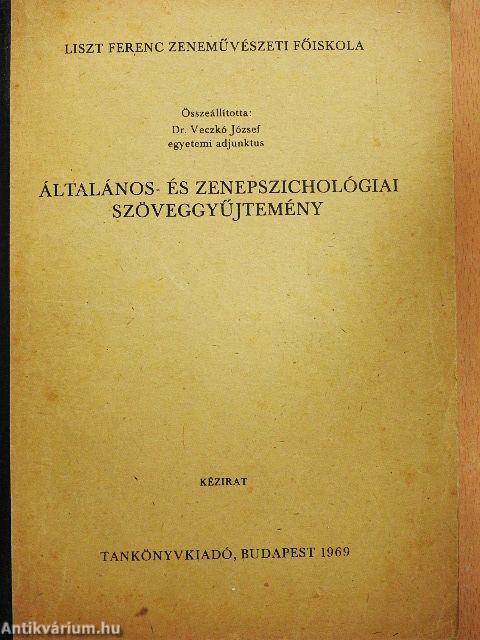 LISZT FERENC ZENEMŰVÉSZETI FŐISKOLA
Összeállította:
Dr. Veczkó József
egyetemi adjunktus
ÁLTALÁNOS- ÉS ZENEPSZICHOLÓGIAI
SZÖVEGGYŰJTEMÉNY
KÉZIRAT
TANKÖNYVKIADÓ, BUDAPEST 1969
Antikvárium.hu